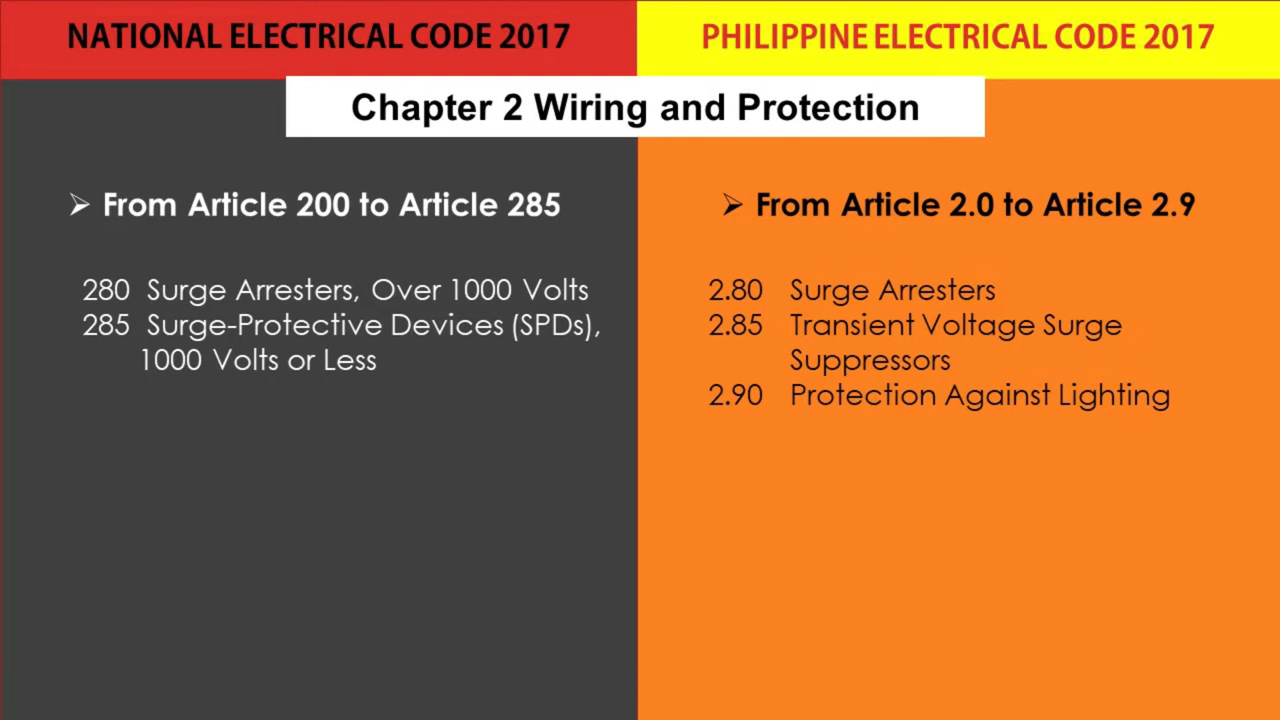 NATIONAL ELECTRICAL CODE 2017
PHILIPPINE ELECTRICAL CODE 2017
Chapter 2 Wiring and Protection
➢ From Article 200 to Article 285
280 Surge Arresters, Over 1000 Volts
285 Surge-Protective Devices (SPDs),
1000 Volts or Less
➢ From Article 2.0 to Article 2.9
2.80 Surge Arresters
2.85 Transient Voltage Surge
Suppressors
2.90 Protection Against Lighting